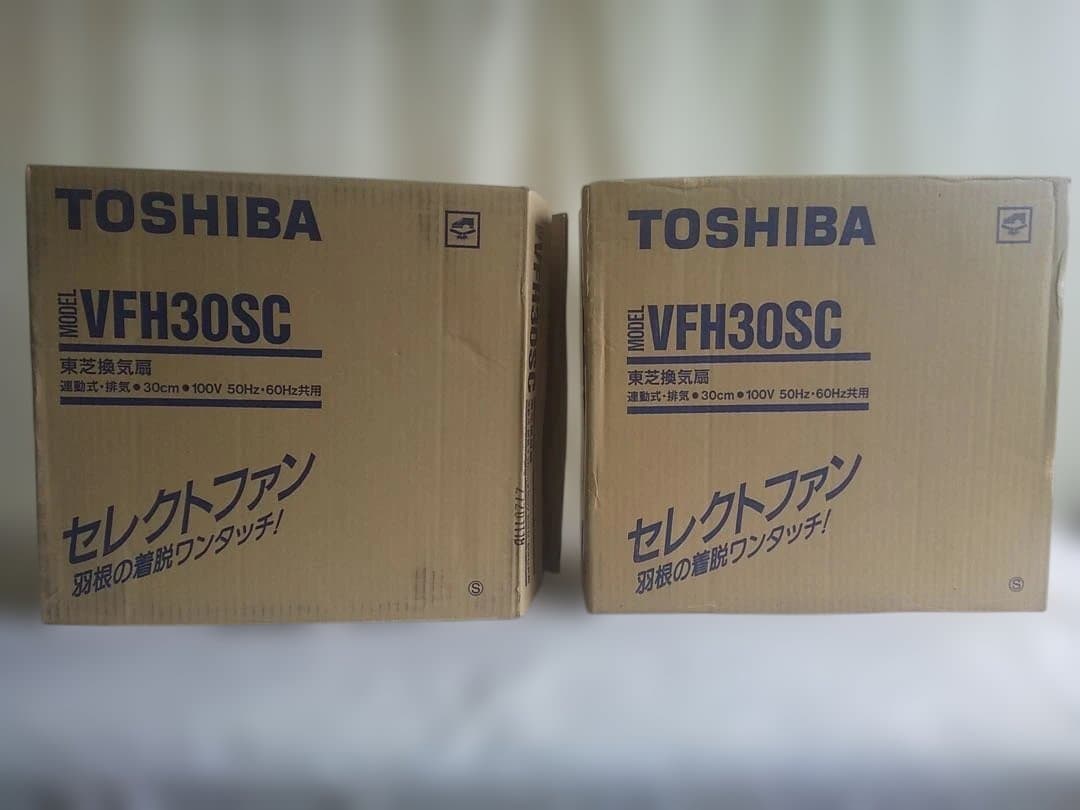 TOSHIBA
MODEL VFH30SC
東芝換気扇
連動式・排気●30cm●100V 50Hz・60Hz共用
セレクトファン
羽根の着脱ワンタッチ!
Ⓢ
VFH30SC
TOSHIBA
MODEL VFH30SC
東芝換気扇
連動式・排気●30cm●100V 50Hz・60Hz共用
セレクトファン
羽根の着脱ワンタッチ!
Ⓢ